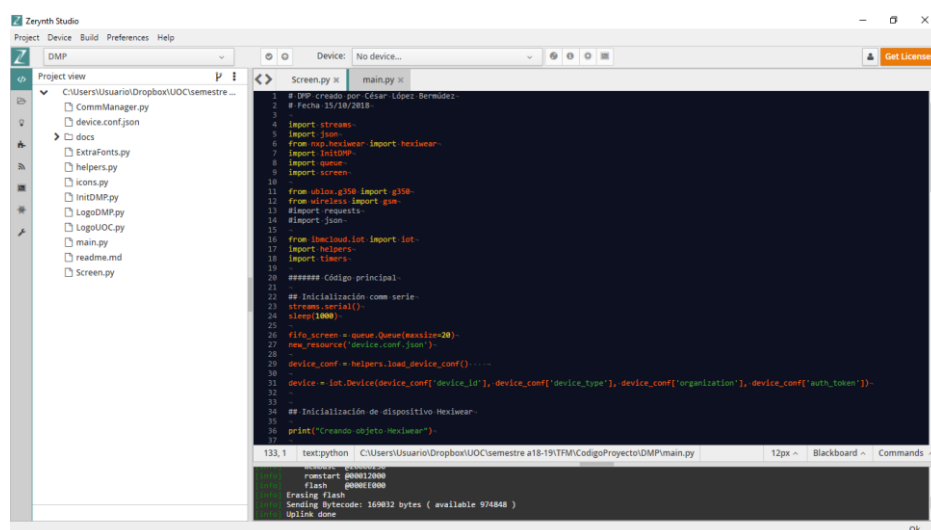 Zerynth Studio
Project Device Build Preferences Help
DMP Device: No device... Get License
Project view
C:\Users\Usuario\Dropbox\UOC\semestre ...
CommManager.py
device.conf.json
docs
ExtraFonts.py
helpers.py
icons.py
InitDMP.py
LogoDMP.py
LogoUOC.py
main.py
readme.md
Screen.py
Screen.py main.py
1 # DMP creado por César López Bermúdez
2 # Fecha 15/10/2018
3
4 import streams
5 import json
6 from nxp.hexiwear import hexiwear
7 import InitDMP
8 import queue
9 import screen
10
11 from ublox.g350 import g350
12 from wireless import gsm
13 #import requests
14 #import json
15
16 from ibmcloud.iot import iot
17 import helpers
18 import timers
19
20 ####### Código principal
21
22 ## Inicialización comm serie
23 streams.serial()
24 sleep(1000)
25
26 fifo_screen = queue.Queue(maxsize=20)
27 new_resource('device.conf.json')
28
29 device_conf = helpers.load_device_conf()
30
31 device = iot.Device(device_conf['device_id'], device_conf['device_type'], device_conf['organization'], device_conf['auth_token'])
32
33
34 ## Inicialización de dispositivo Hexiwear
35
36 print("Creando objeto Hexiwear")
37
133, 1 text:python C:\Users\Usuario\Dropbox\UOC\semestre a18-19\TFM\CodigoProyecto\DMP\main.py 12px Blackboard Commands
[info] romstart @00012000
[info] flash @000EE000
[info] Erasing flash
[info] Sending Bytecode: 169032 bytes ( available 974848 )
[info] Uplink done
Ok